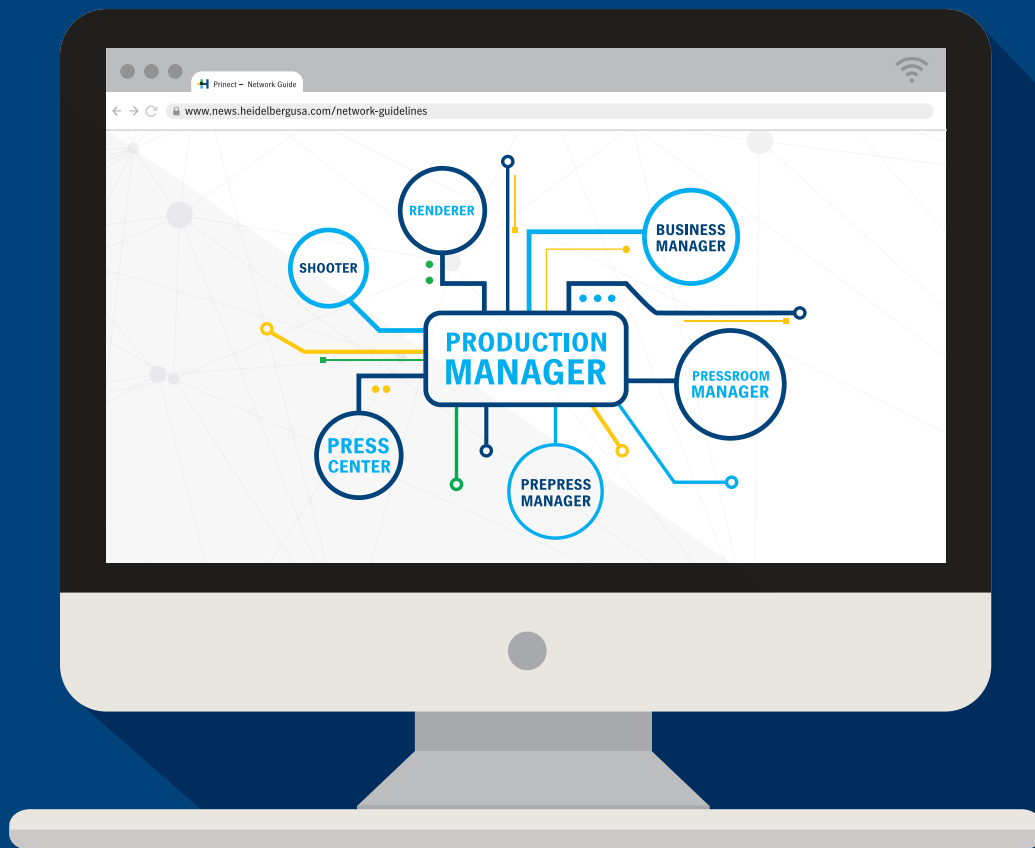 Prinect - Network Guide
www.news.heidelbergusa.com/network-guidelines
RENDERER
BUSINESS
MANAGER
SHOOTER
PRODUCTION
MANAGER
PRESSROOM
MANAGER
PRESS
CENTER
PREPRESS
MANAGER